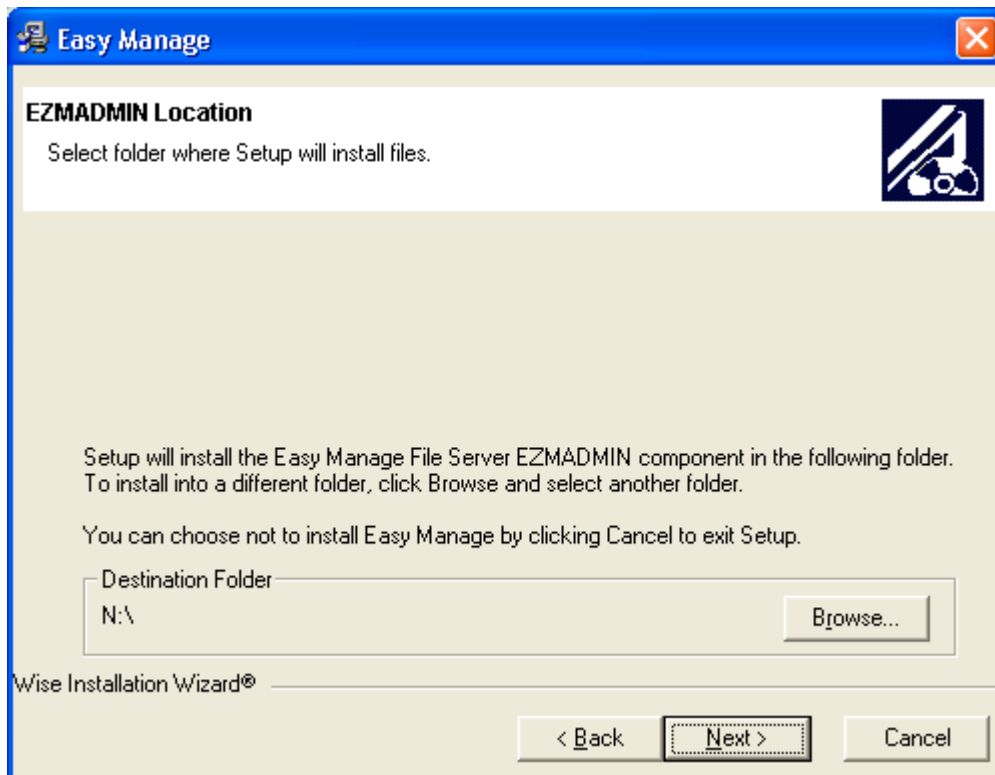 Easy Manage
EZMADMIN Location
Select folder where Setup will install files.
Setup will install the Easy Manage File Server EZMADMIN component in the following folder.
To install into a different folder, click Browse and select another folder.
You can choose not to install Easy Manage by clicking Cancel to exit Setup.
Destination Folder
N:\
Browse...
Wise Installation Wizard®
< Back
Next >
Cancel